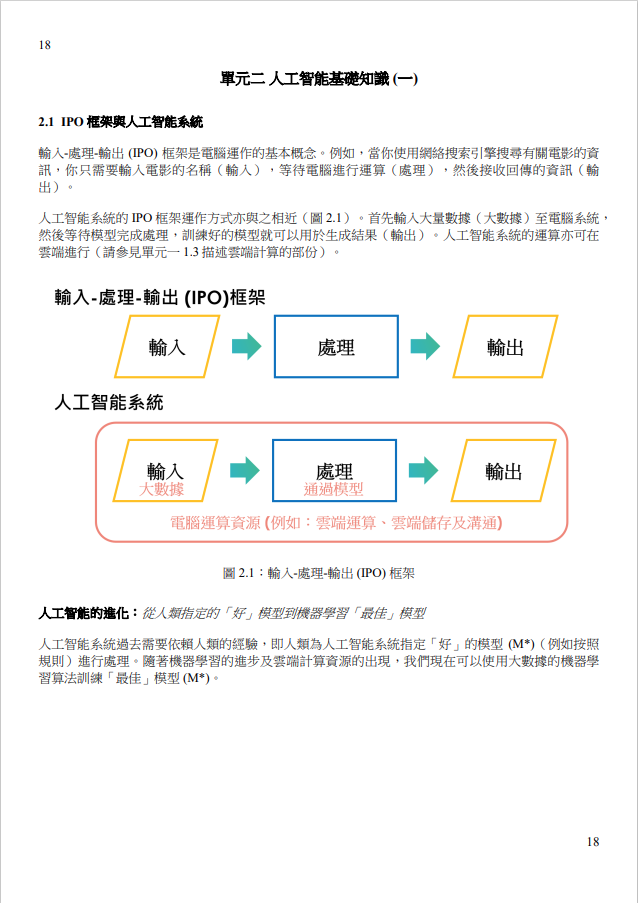 18
單元二 人工智能基礎知識 (一)
2.1 IPO 框架與人工智能系統
輸入-處理-輸出 (IPO) 框架是電腦運作的基本概念。例如，當你使用網絡搜索引擎搜尋有關電影的資
訊，你只需要輸入電影的名稱（輸入），等待電腦進行運算（處理），然後接收回傳的資訊（輸
出）。
人工智能系統的 IPO 框架運作方式亦與之相近（圖 2.1）。首先輸入大量數據（大數據）至電腦系統，
然後等待模型完成處理，訓練好的模型就可以用於生成結果（輸出）。人工智能系統的運算亦可在
雲端進行（請參見單元一 1.3 描述雲端計算的部份）。
輸入-處理-輸出 (IPO)框架
輸入 處理 輸出
人工智能系統
輸入 處理 輸出
大數據 通過模型
電腦運算資源 (例如：雲端運算、雲端儲存及溝通)
圖 2.1：輸入-處理-輸出 (IPO) 框架
人工智能的進化：從人類指定的「好」模型到機器學習「最佳」模型
人工智能系統過去需要依賴人類的經驗，即人類為人工智能系統指定「好」的模型 (M*)（例如按照
規則）進行處理。隨著機器學習的進步及雲端計算資源的出現，我們現在可以使用大數據的機器學
習算法訓練「最佳」模型 (M*)。
18